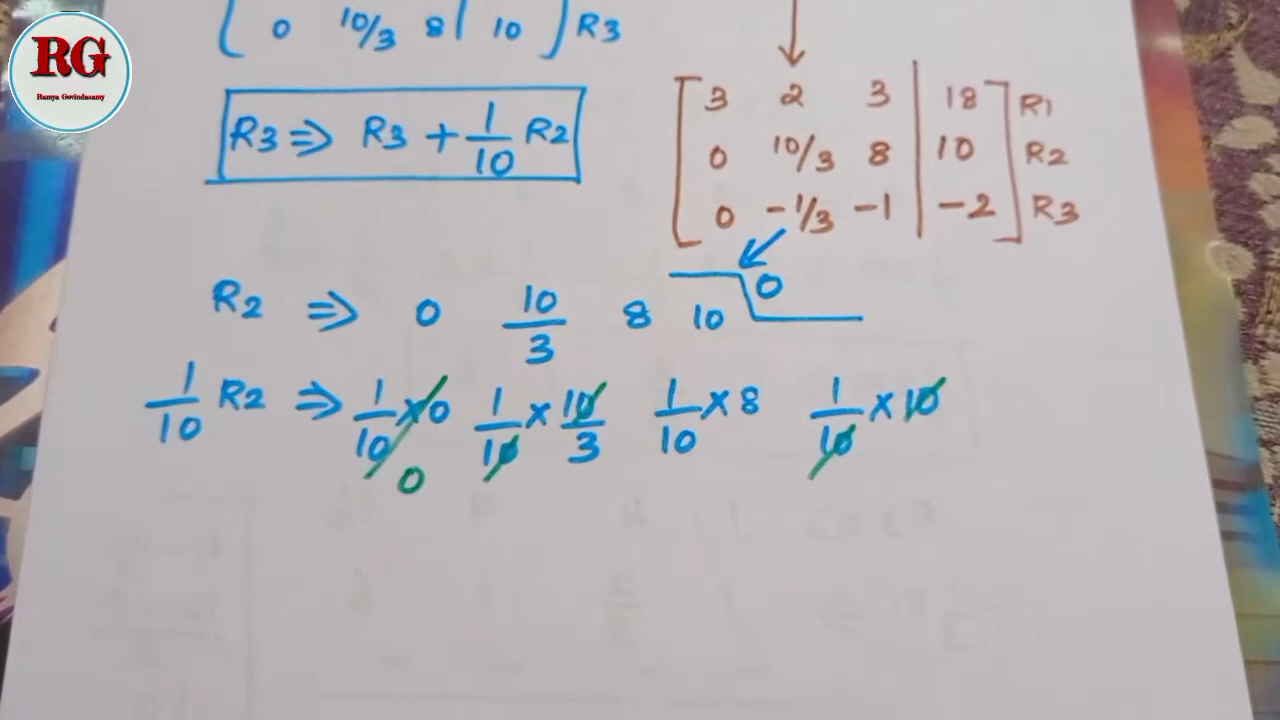 RG
Ramya Govindasamy
0 10/3 8 | 10 R3
R3 ⇒ R3 + 1/10 R2
3 2 3 | 18 R1
0 10/3 8 | 10 R2
0 -1/3 -1 | -2 R3
0
R2 ⇒ 0 10/3 8 10
1/10 R2 ⇒ 1/10 × 0 1/10 × 10/3 1/10 × 8 1/10 × 10
0